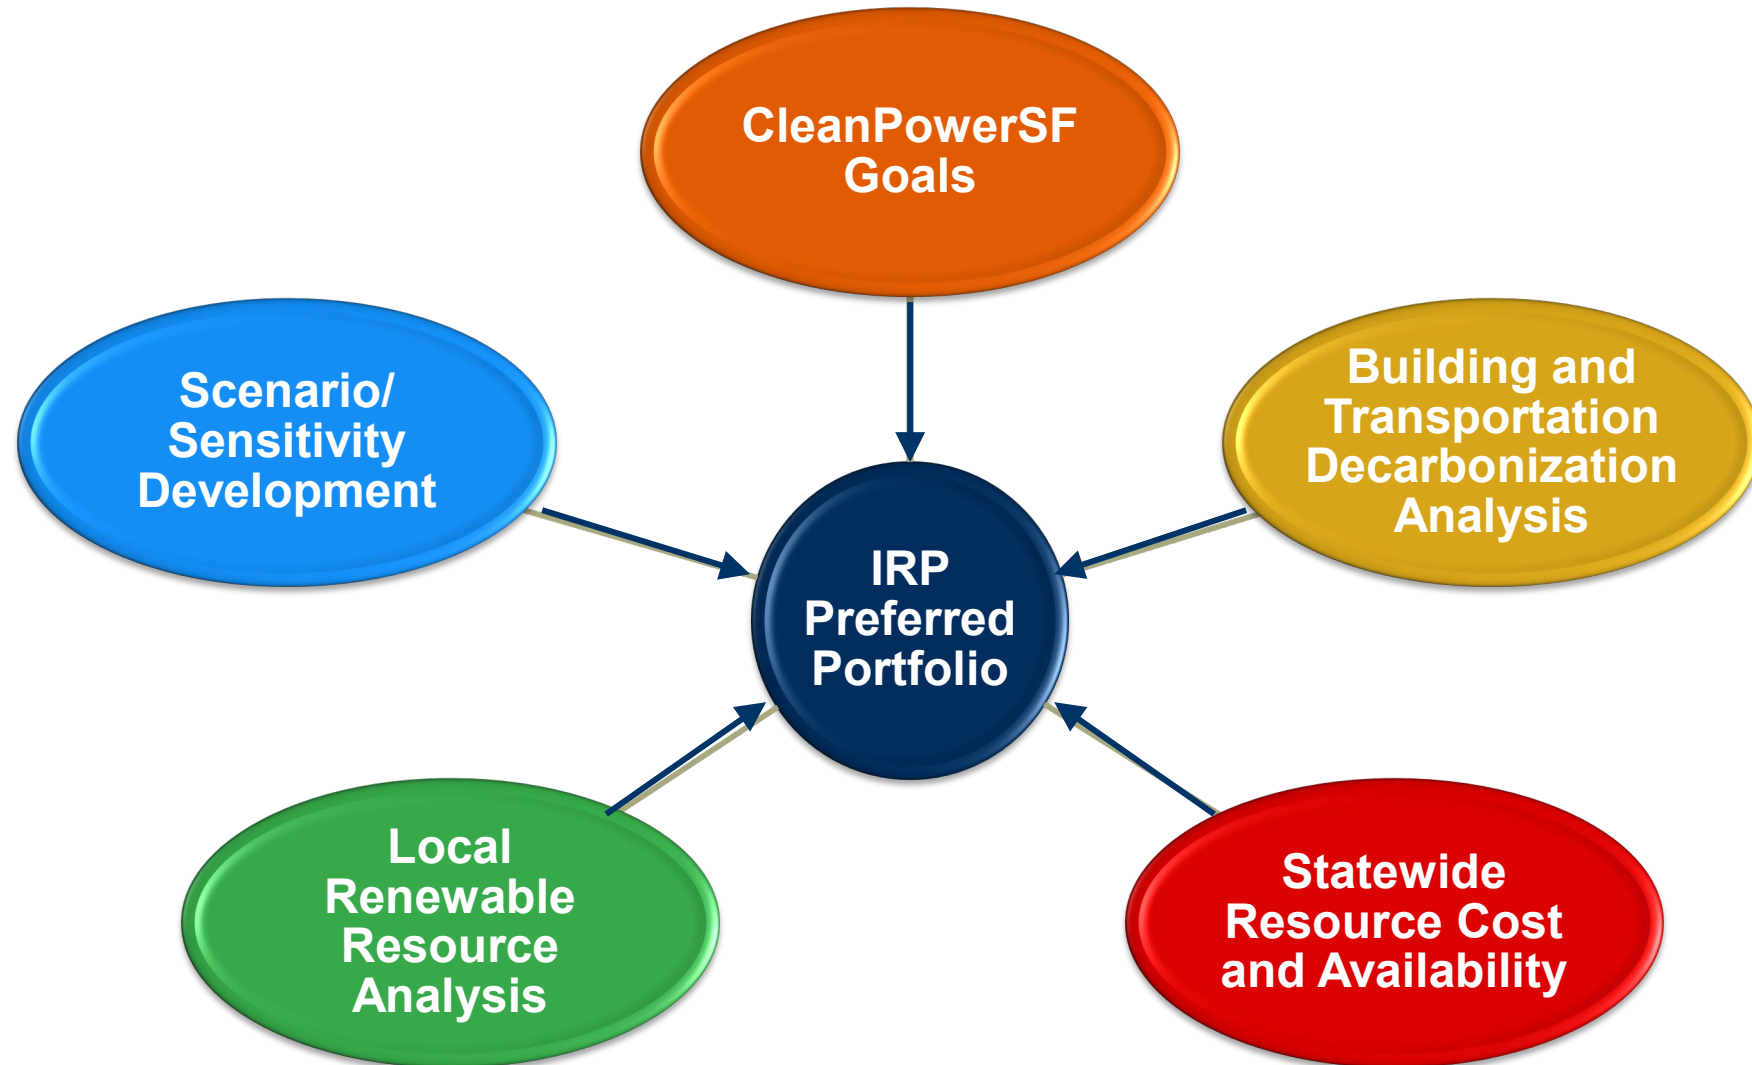 CleanPowerSF
Goals
Scenario/
Sensitivity
Development
Building and
Transportation
Decarbonization
Analysis
IRP
Preferred
Portfolio
Local
Renewable
Resource
Analysis
Statewide
Resource Cost
and Availability